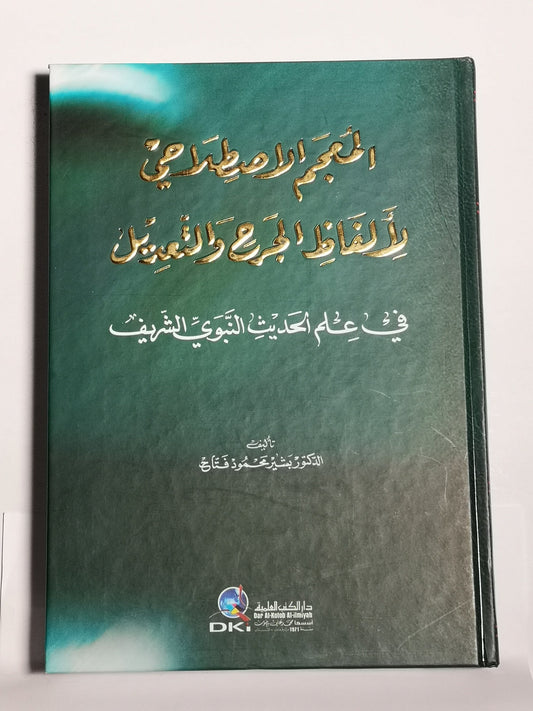 المعجم الاصطلاحي
لألفاظ الجرح والتعديل
في علم الحديث النبوي الشريف
تأليف
الدكتور بشير محمود فتاح
دار الكتب العلمية
Dar Al-Kotob Al-ilmiyah
DKi